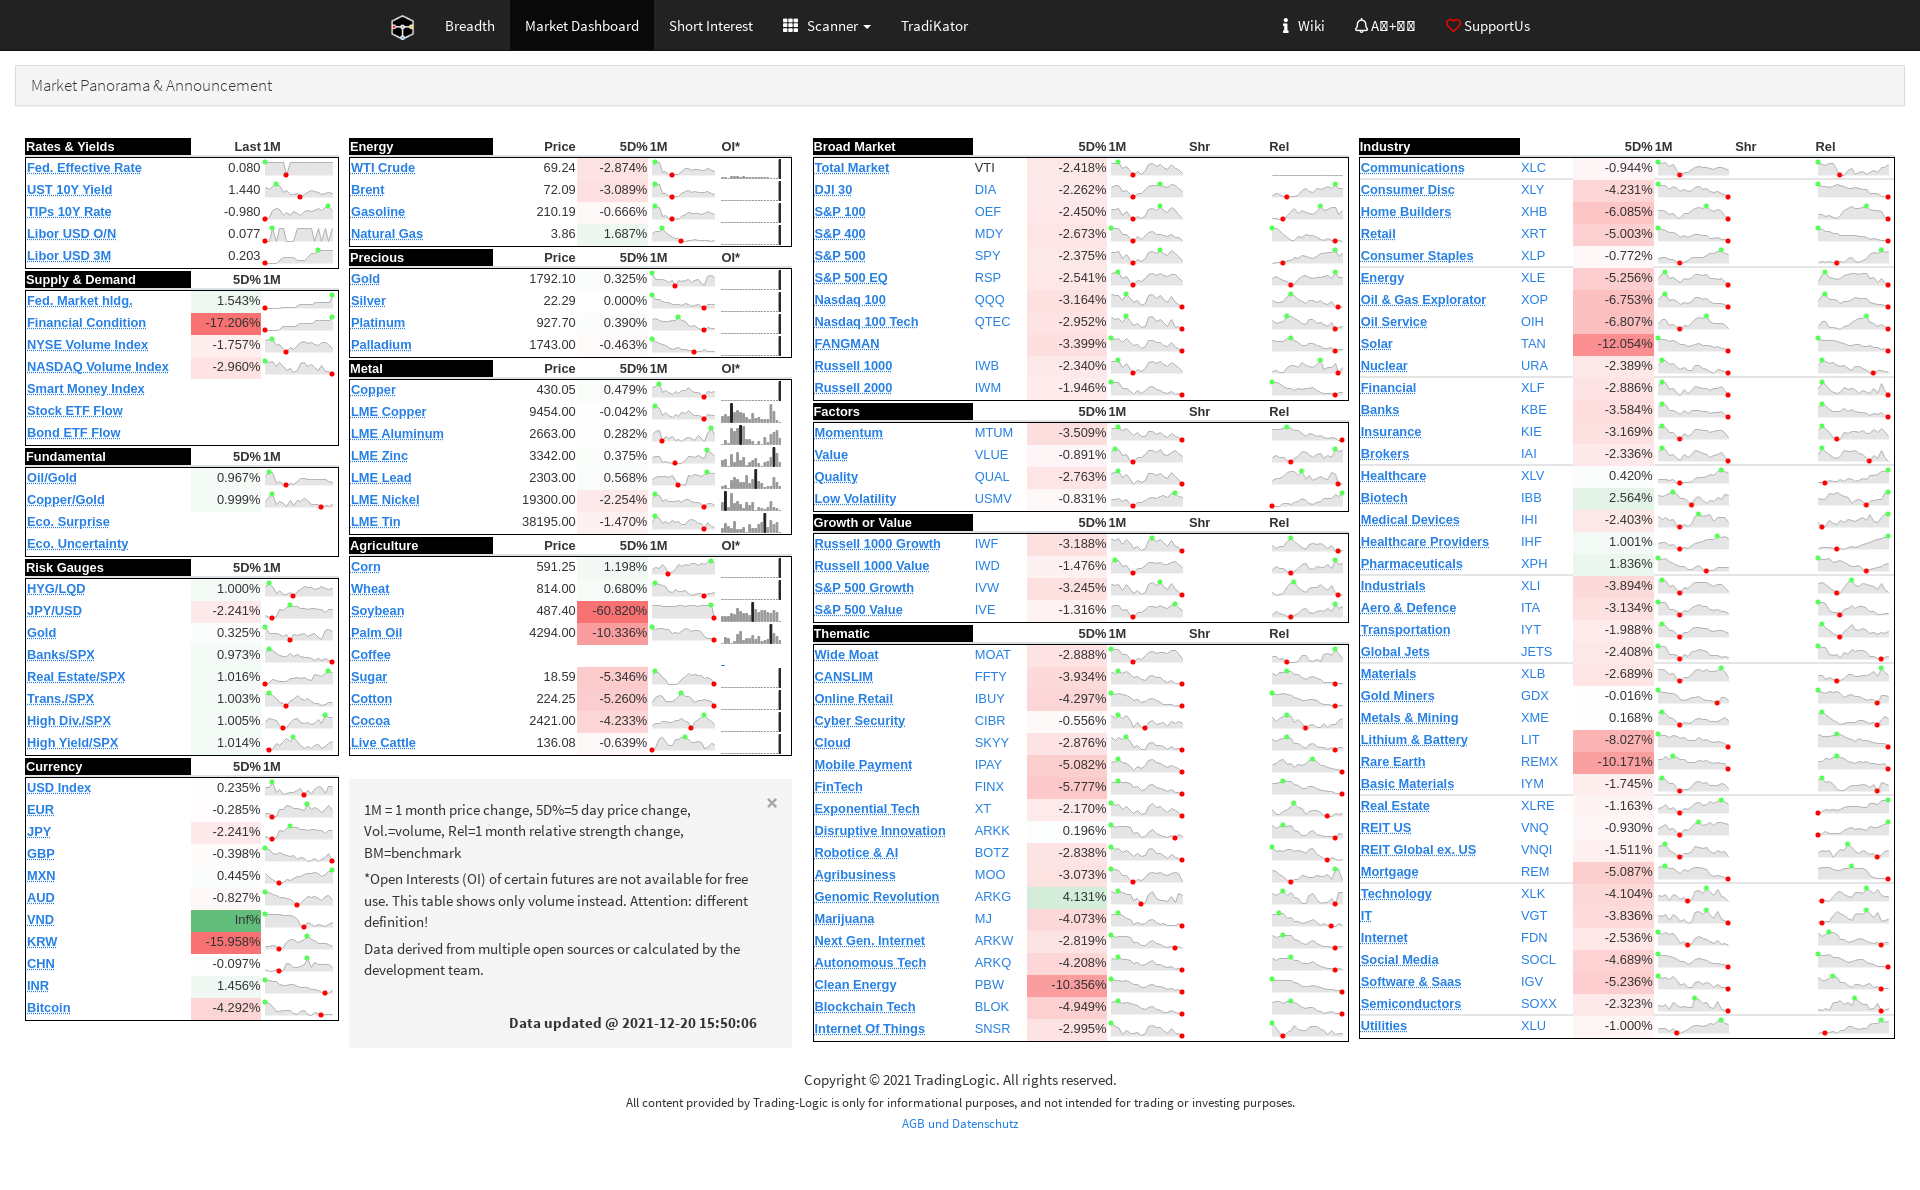 Breadth Market Dashboard Short Interest Scanner TradiKator Wiki SupportUs
Market Panorama & Announcement
Rates & Yields Last 1M
Fed. Effective Rate 0.080
UST 10Y Yield 1.440
TIPs 10Y Rate -0.980
Libor USD O/N 0.077
Libor USD 3M 0.203
Supply & Demand 5D% 1M
Fed. Market hldg. 1.543%
Financial Condition -17.206%
NYSE Volume Index -1.757%
NASDAQ Volume Index -2.960%
Smart Money Index
Stock ETF Flow
Bond ETF Flow
Fundamental 5D% 1M
Oil/Gold 0.967%
Copper/Gold 0.999%
Eco. Surprise
Eco. Uncertainty
Risk Gauges 5D% 1M
HYG/LQD 1.000%
JPY/USD -2.241%
Gold 0.325%
Banks/SPX 0.973%
Real Estate/SPX 1.016%
Trans./SPX 1.003%
High Div./SPX 1.005%
High Yield/SPX 1.014%
Currency 5D% 1M
USD Index 0.235%
EUR -0.285%
JPY -2.241%
GBP -0.398%
MXN 0.445%
AUD -0.827%
VND Inf%
KRW -15.958%
CHN -0.097%
INR 1.456%
Bitcoin -4.292%
Energy Price 5D% 1M OI*
WTI Crude 69.24 -2.874%
Brent 72.09 -3.089%
Gasoline 210.19 -0.666%
Natural Gas 3.86 1.687%
Precious Price 5D% 1M OI*
Gold 1792.10 0.325%
Silver 22.29 0.000%
Platinum 927.70 0.390%
Palladium 1743.00 -0.463%
Metal Price 5D% 1M OI*
Copper 430.05 0.479%
LME Copper 9454.00 -0.042%
LME Aluminum 2663.00 0.282%
LME Zinc 3342.00 0.375%
LME Lead 2303.00 0.568%
LME Nickel 19300.00 -2.254%
LME Tin 38195.00 -1.470%
Agriculture Price 5D% 1M OI*
Corn 591.25 1.198%
Wheat 814.00 0.680%
Soybean 487.40 -60.820%
Palm Oil 4294.00 -10.336%
Coffee
Sugar 18.59 -5.346%
Cotton 224.25 -5.260%
Cocoa 2421.00 -4.233%
Live Cattle 136.08 -0.639%
×
1M = 1 month price change, 5D%=5 day price change,
Vol.=volume, Rel=1 month relative strength change,
BM=benchmark
*Open Interests (OI) of certain futures are not available for free
use. This table shows only volume instead. Attention: different
definition!
Data derived from multiple open sources or calculated by the
development team.
Data updated @ 2021-12-20 15:50:06
Broad Market 5D% 1M Shr Rel
Total Market VTI -2.418%
DJI 30 DIA -2.262%
S&P 100 OEF -2.450%
S&P 400 MDY -2.673%
S&P 500 SPY -2.375%
S&P 500 EQ RSP -2.541%
Nasdaq 100 QQQ -3.164%
Nasdaq 100 Tech QTEC -2.952%
FANGMAN -3.399%
Russell 1000 IWB -2.340%
Russell 2000 IWM -1.946%
Factors 5D% 1M Shr Rel
Momentum MTUM -3.509%
Value VLUE -0.891%
Quality QUAL -2.763%
Low Volatility USMV -0.831%
Growth or Value 5D% 1M Shr Rel
Russell 1000 Growth IWF -3.188%
Russell 1000 Value IWD -1.476%
S&P 500 Growth IVW -3.245%
S&P 500 Value IVE -1.316%
Thematic 5D% 1M Shr Rel
Wide Moat MOAT -2.888%
CANSLIM FFTY -3.934%
Online Retail IBUY -4.297%
Cyber Security CIBR -0.556%
Cloud SKYY -2.876%
Mobile Payment IPAY -5.082%
FinTech FINX -5.777%
Exponential Tech XT -2.170%
Disruptive Innovation ARKK 0.196%
Robotice & AI BOTZ -2.838%
Agribusiness MOO -3.073%
Genomic Revolution ARKG 4.131%
Marijuana MJ -4.073%
Next Gen. Internet ARKW -2.819%
Autonomous Tech ARKQ -4.208%
Clean Energy PBW -10.356%
Blockchain Tech BLOK -4.949%
Internet Of Things SNSR -2.995%
Industry 5D% 1M Shr Rel
Communications XLC -0.944%
Consumer Disc XLY -4.231%
Home Builders XHB -6.085%
Retail XRT -5.003%
Consumer Staples XLP -0.772%
Energy XLE -5.256%
Oil & Gas Explorator XOP -6.753%
Oil Service OIH -6.807%
Solar TAN -12.054%
Nuclear URA -2.389%
Financial XLF -2.886%
Banks KBE -3.584%
Insurance KIE -3.169%
Brokers IAI -2.336%
Healthcare XLV 0.420%
Biotech IBB 2.564%
Medical Devices IHI -2.403%
Healthcare Providers IHF 1.001%
Pharmaceuticals XPH 1.836%
Industrials XLI -3.894%
Aero & Defence ITA -3.134%
Transportation IYT -1.988%
Global Jets JETS -2.408%
Materials XLB -2.689%
Gold Miners GDX -0.016%
Metals & Mining XME 0.168%
Lithium & Battery LIT -8.027%
Rare Earth REMX -10.171%
Basic Materials IYM -1.745%
Real Estate XLRE -1.163%
REIT US VNQ -0.930%
REIT Global ex. US VNQI -1.511%
Mortgage REM -5.087%
Technology XLK -4.104%
IT VGT -3.836%
Internet FDN -2.536%
Social Media SOCL -4.689%
Software & Saas IGV -5.236%
Semiconductors SOXX -2.323%
Utilities XLU -1.000%
Copyright © 2021 TradingLogic. All rights reserved.
All content provided by Trading-Logic is only for informational purposes, and not intended for trading or investing purposes.
AGB und Datenschutz